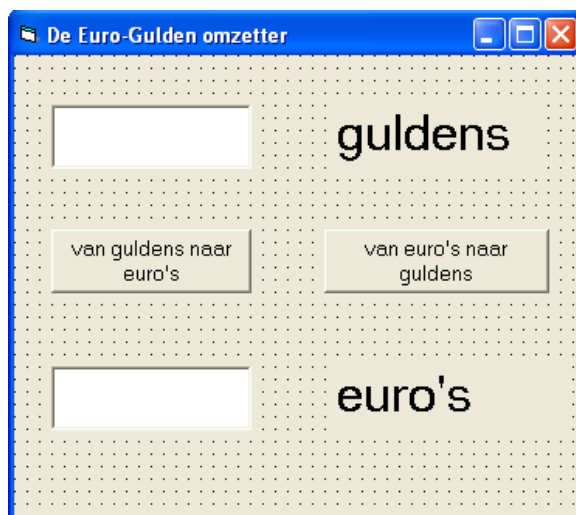 De Euro-Gulden omzetter
guldens
van guldens naar
euro's
van euro's naar
guldens
euro's